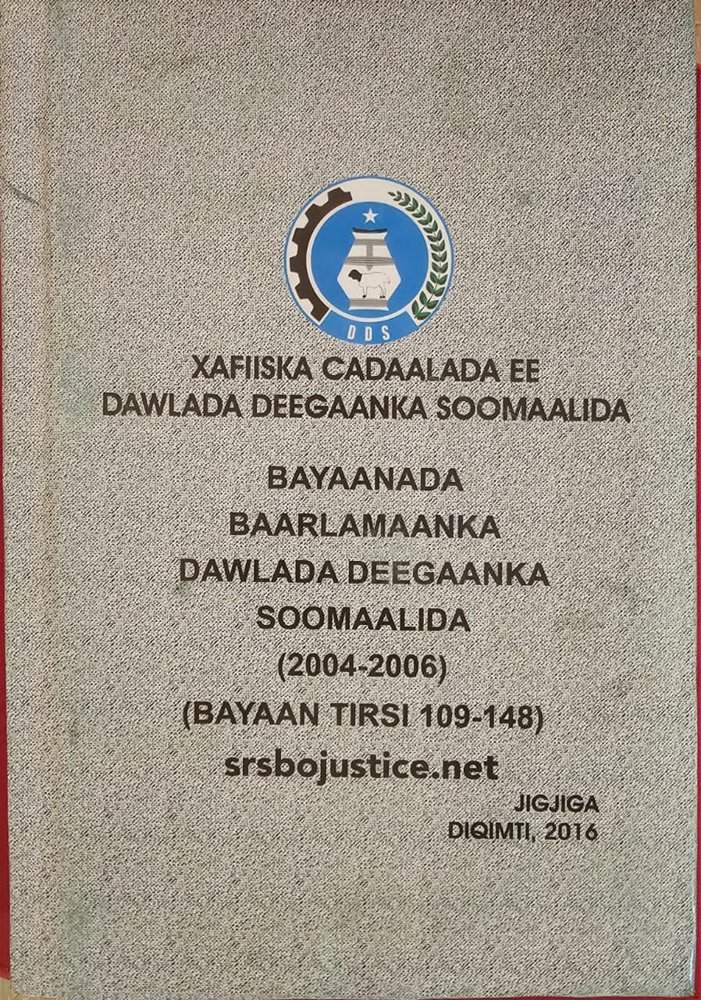 DDS
XAFIISKA CADAALADA EE
DAWLADA DEEGAANKA SOOMAALIDA
BAYAANADA
BAARLAMAANKA
DAWLADA DEEGAANKA
SOOMAALIDA
(2004-2006)
(BAYAAN TIRSI 109-148)
srsbojustice.net
JIGJIGA
DIQIMTI, 2016